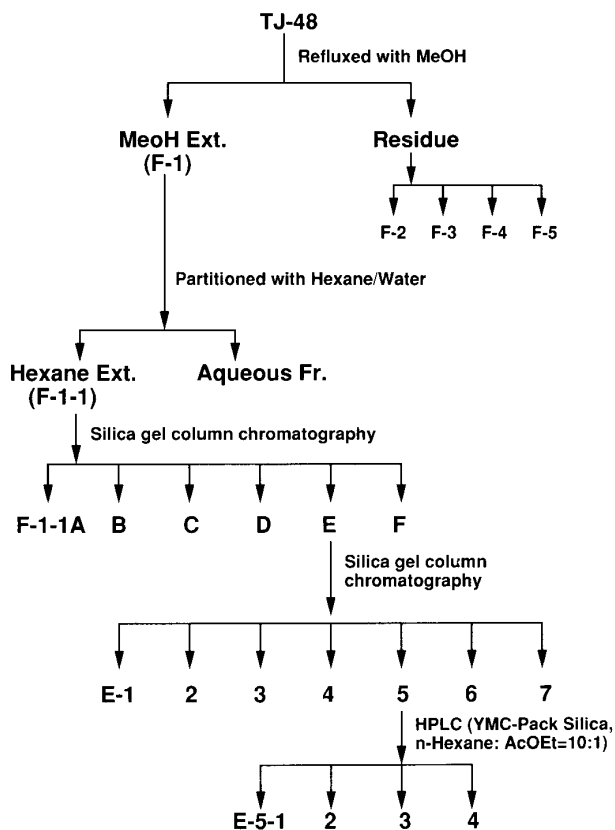 TJ-48
Refluxed with MeOH
MeoH Ext.
(F-1)
Residue
F-2 F-3 F-4 F-5
Partitioned with Hexane/Water
Hexane Ext.
(F-1-1)
Aqueous Fr.
Silica gel column chromatography
F-1-1A B C D E F
Silica gel column
chromatography
E-1 2 3 4 5 6 7
HPLC (YMC-Pack Silica,
n-Hexane: AcOEt=10:1)
E-5-1 2 3 4